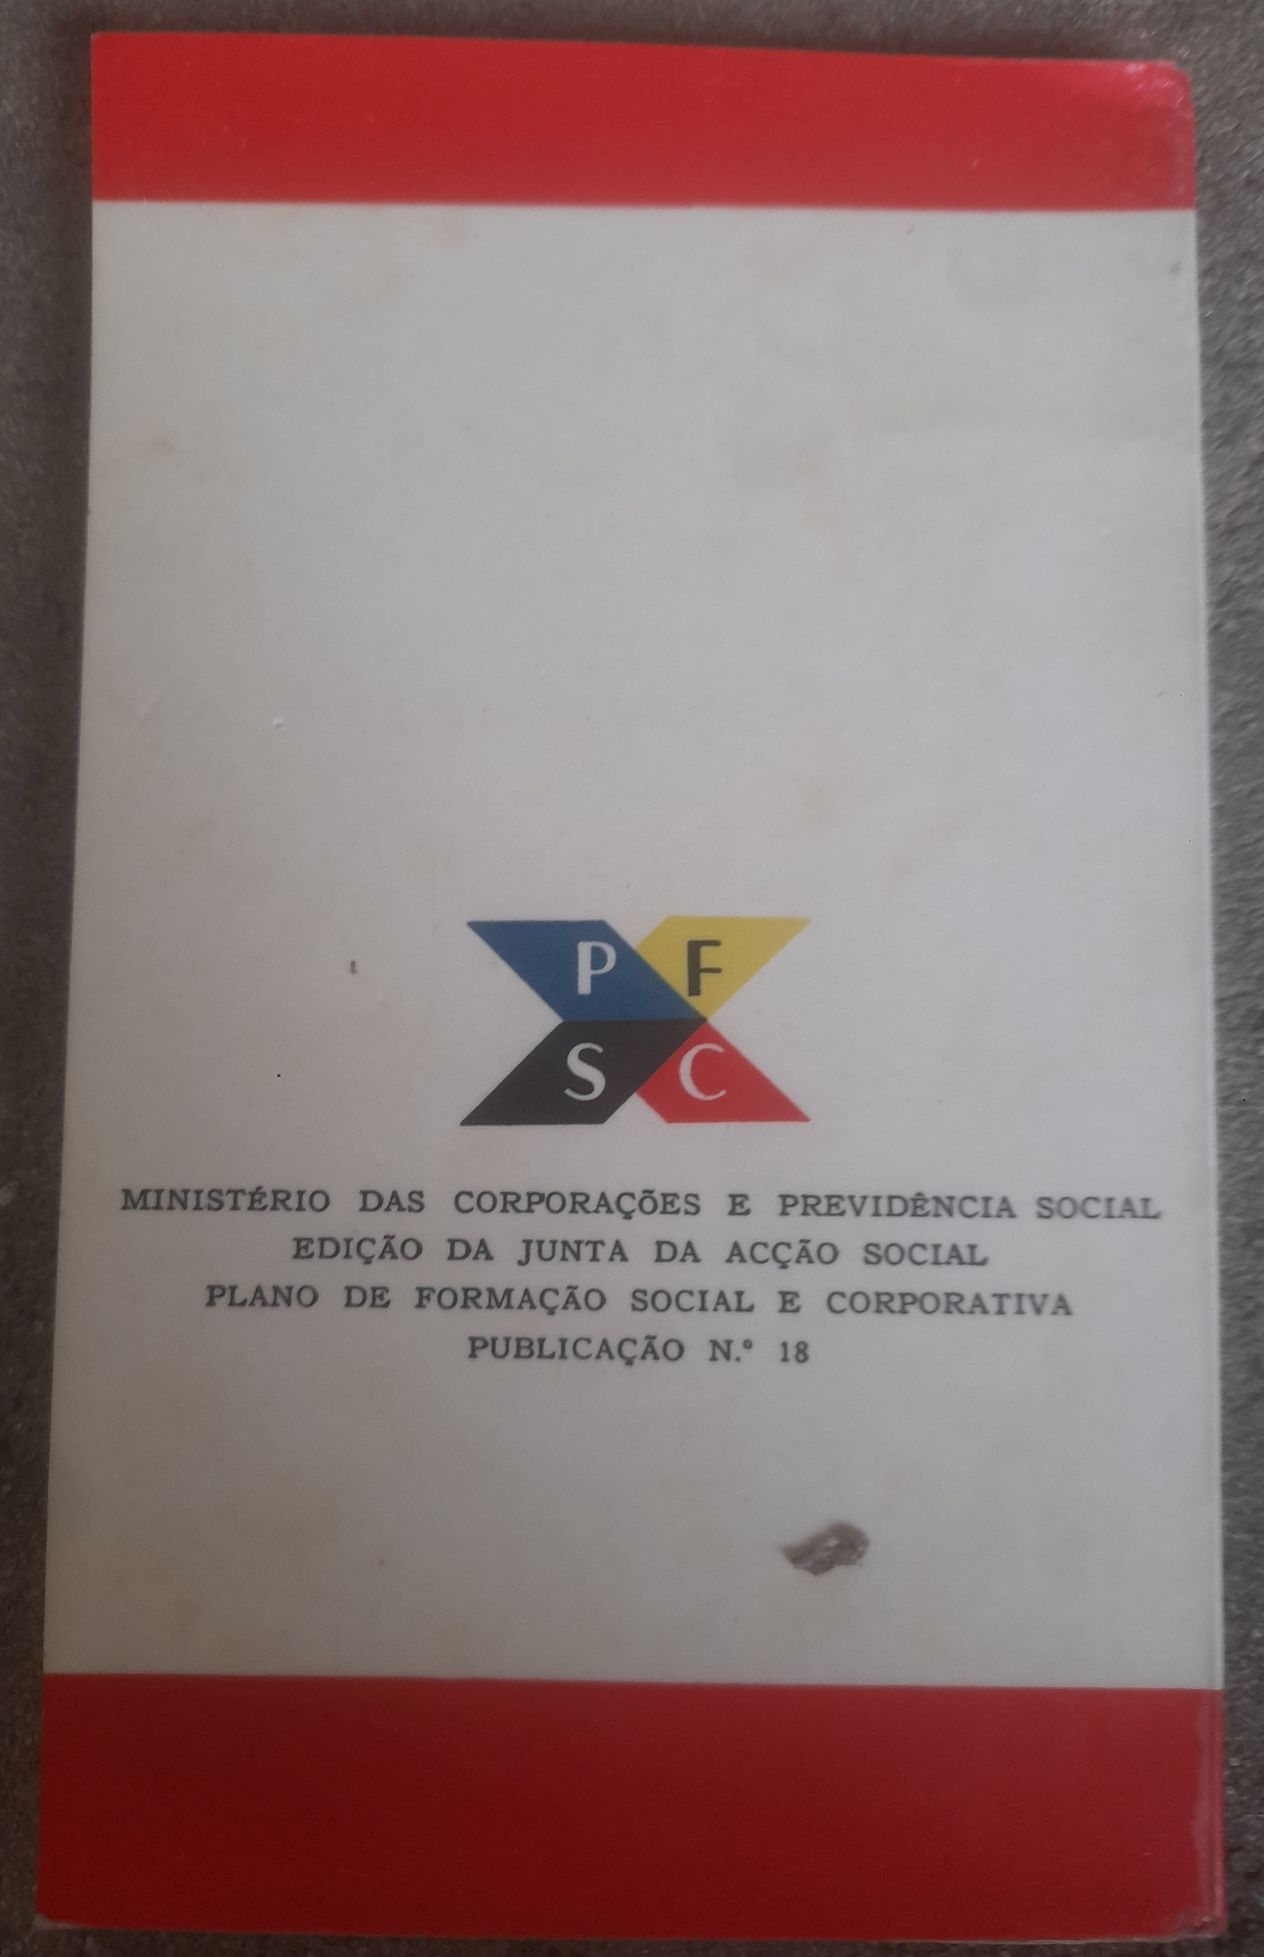 P F
S C
MINISTÉRIO DAS CORPORAÇÕES E PREVIDÊNCIA SOCIAL
EDIÇÃO DA JUNTA DA ACÇÃO SOCIAL
PLANO DE FORMAÇÃO SOCIAL E CORPORATIVA
PUBLICAÇÃO N.º 18